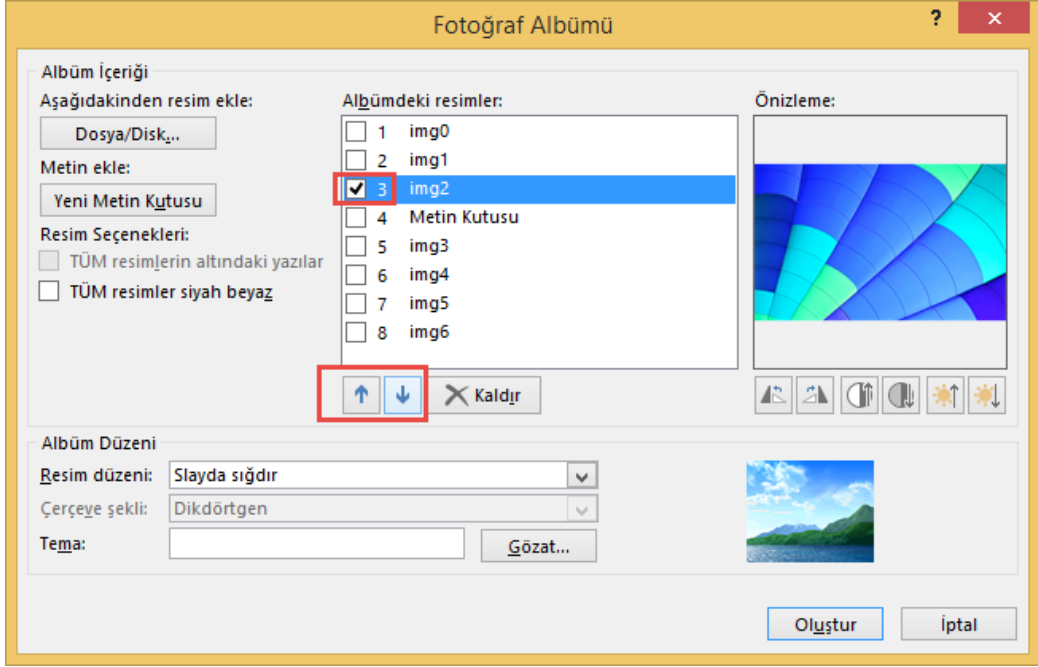 Fotoğraf Albümü
?
Albüm İçeriği
Aşağıdakinden resim ekle:
Dosya/Disk...
Metin ekle:
Yeni Metin Kutusu
Resim Seçenekleri:
TÜM resimlerin altındaki yazılar
TÜM resimler siyah beyaz
Albümdeki resimler:
1 img0
2 img1
3 img2
4 Metin Kutusu
5 img3
6 img4
7 img5
8 img6
Kaldır
Önizleme:
Albüm Düzeni
Resim düzeni: Slayda sığdır
Çerçeve şekli: Dikdörtgen
Tema:
Gözat...
Oluştur
İptal